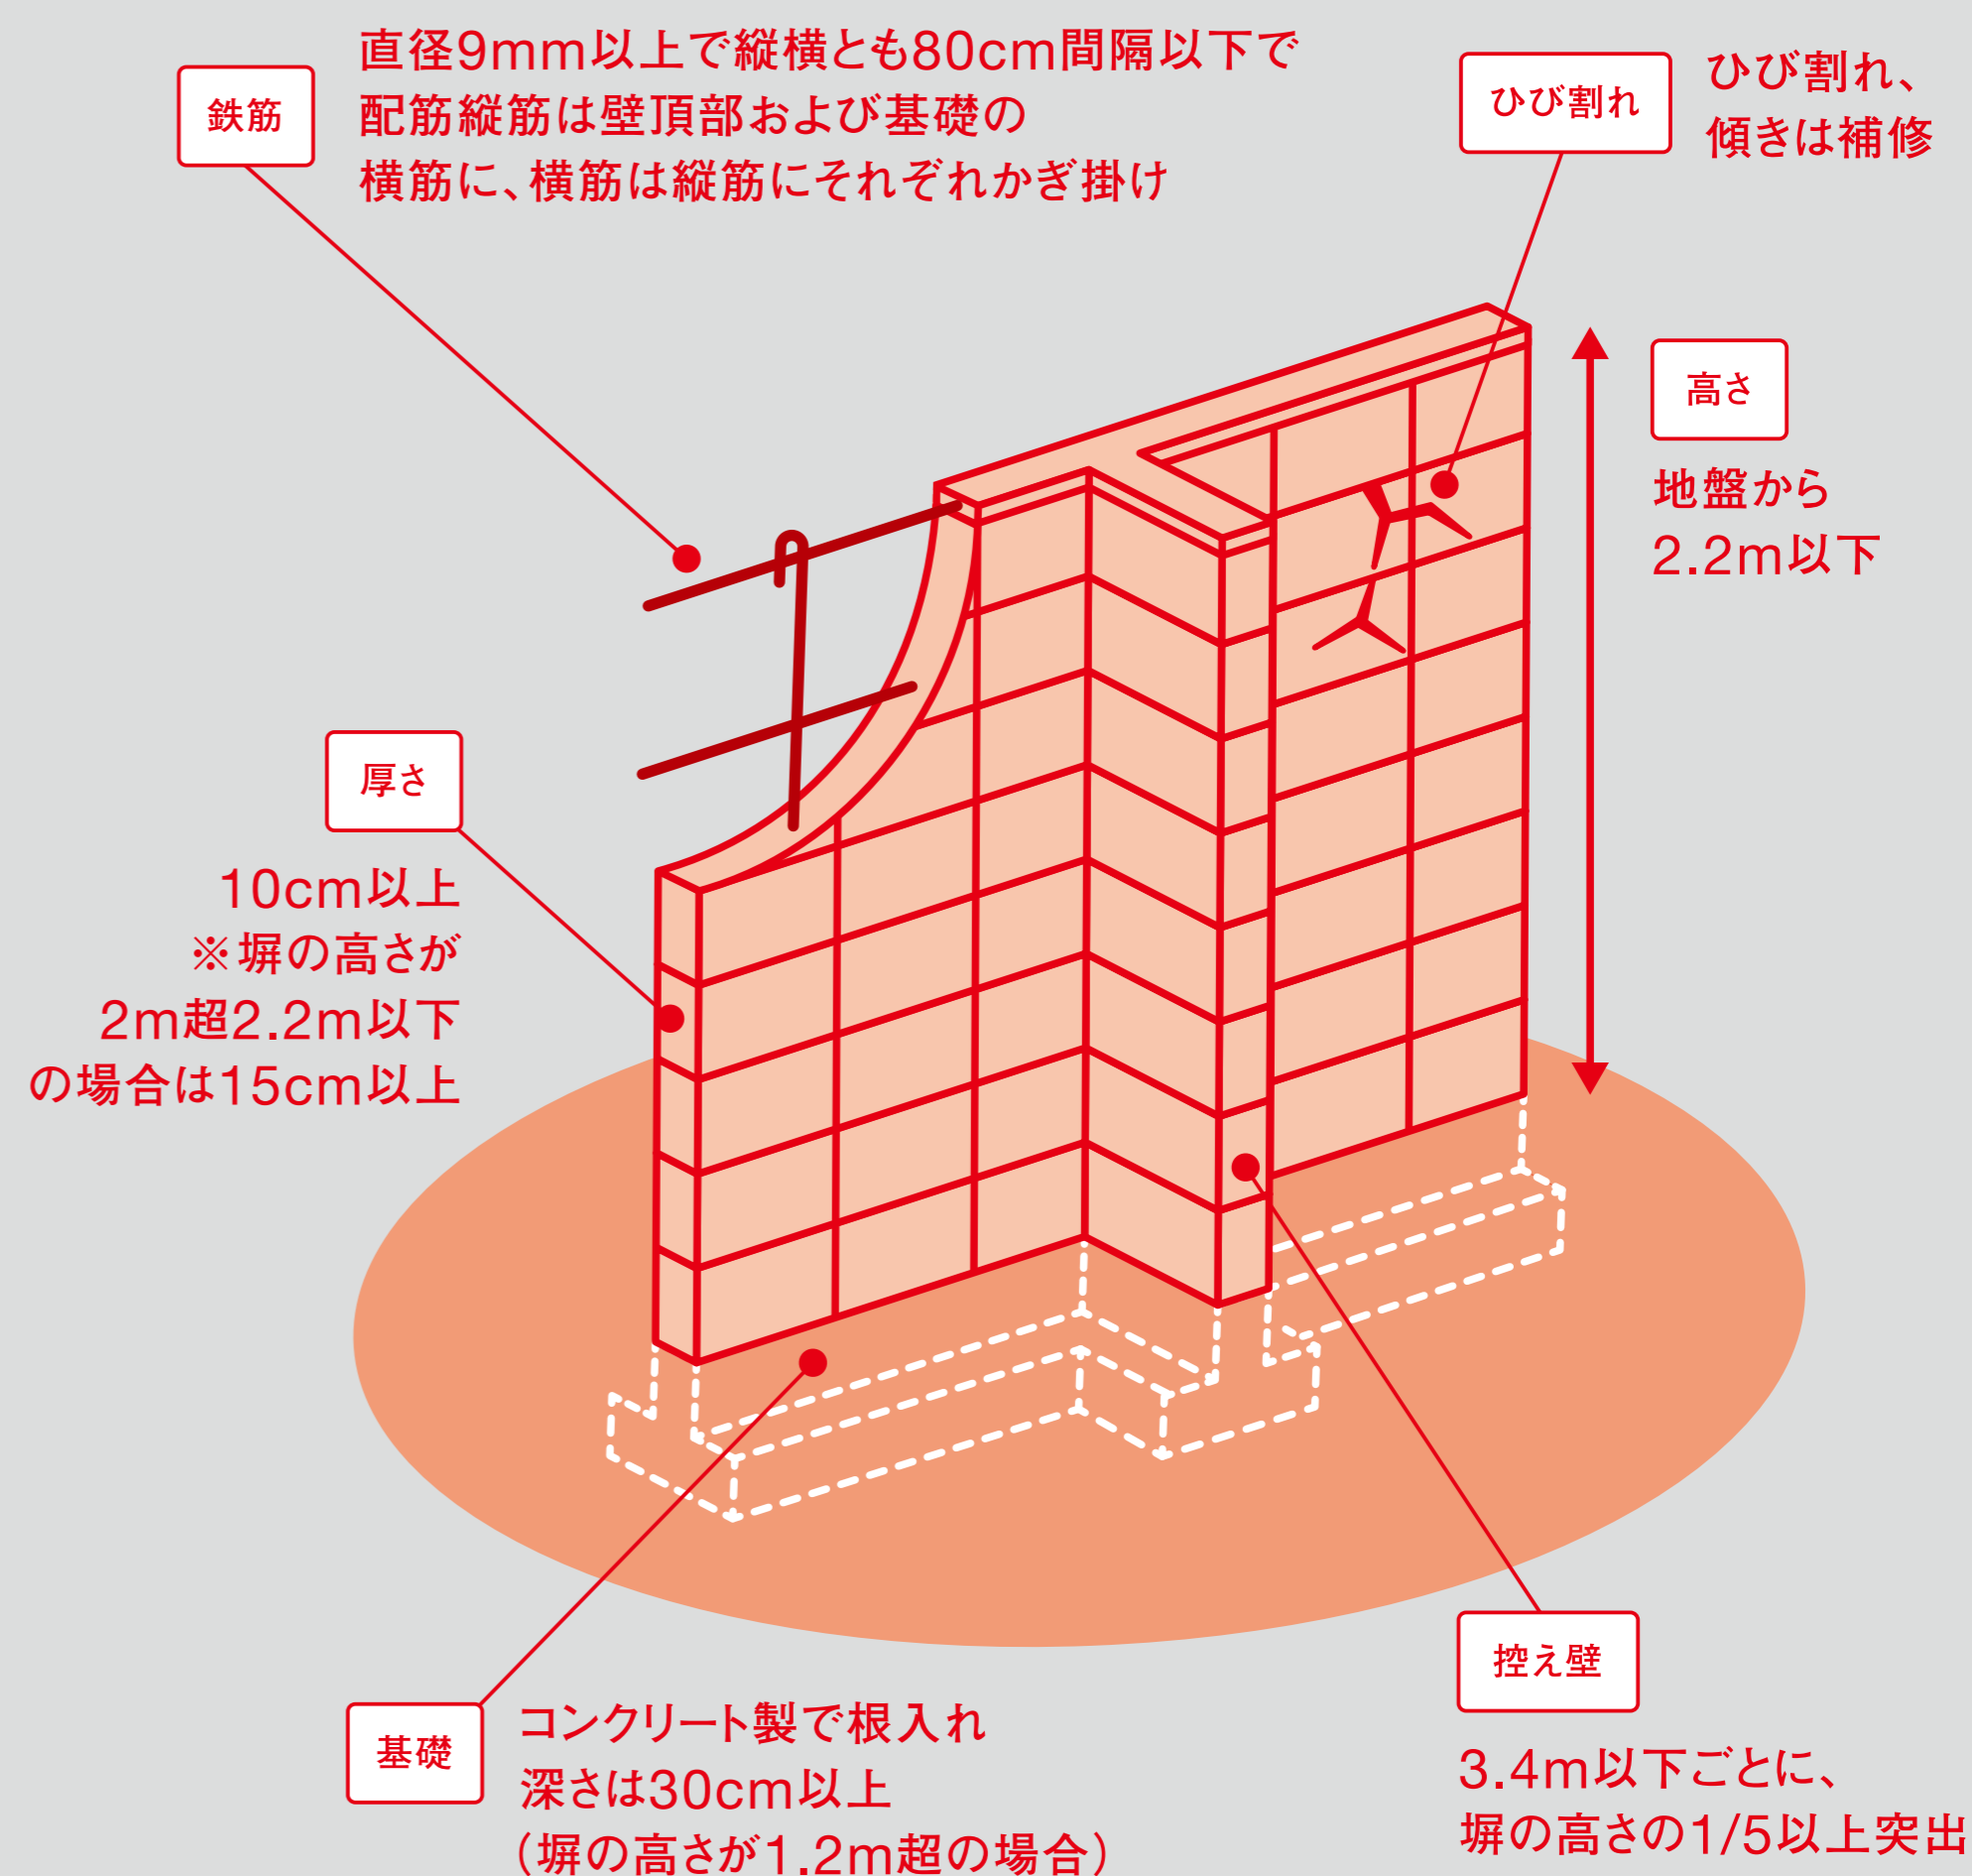 鉄筋
直径9mm以上で縦横とも80cm間隔以下で
配筋縦筋は壁頂部および基礎の
横筋に、横筋は縦筋にそれぞれかぎ掛け
ひび割れ
ひび割れ、
傾きは補修
高さ
地盤から
2.2m以下
厚さ
10cm以上
※塀の高さが
2m超2.2m以下
の場合は15cm以上
基礎
コンクリート製で根入れ
深さは30cm以上
（塀の高さが1.2m超の場合）
控え壁
3.4m以下ごとに、
塀の高さの1/5以上突出